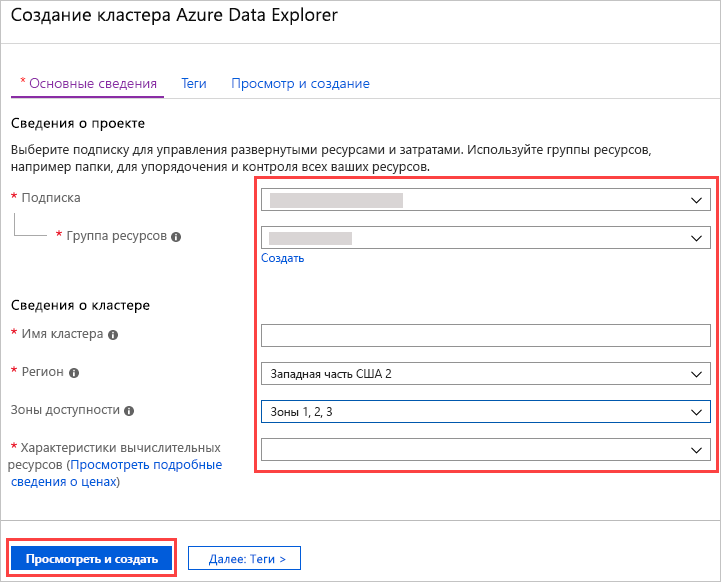 Создание кластера Azure Data Explorer
* Основные сведения Теги Просмотр и создание
Сведения о проекте
Выберите подписку для управления развернутыми ресурсами и затратами. Используйте группы ресурсов,
например папки, для упорядочения и контроля всех ваших ресурсов.
* Подписка
* Группа ресурсов
Создать
Сведения о кластере
* Имя кластера
* Регион
Западная часть США 2
Зоны доступности
Зоны 1, 2, 3
* Характеристики вычислительных
ресурсов (Просмотреть подробные
сведения о ценах)
Просмотреть и создать
Далее: Теги >